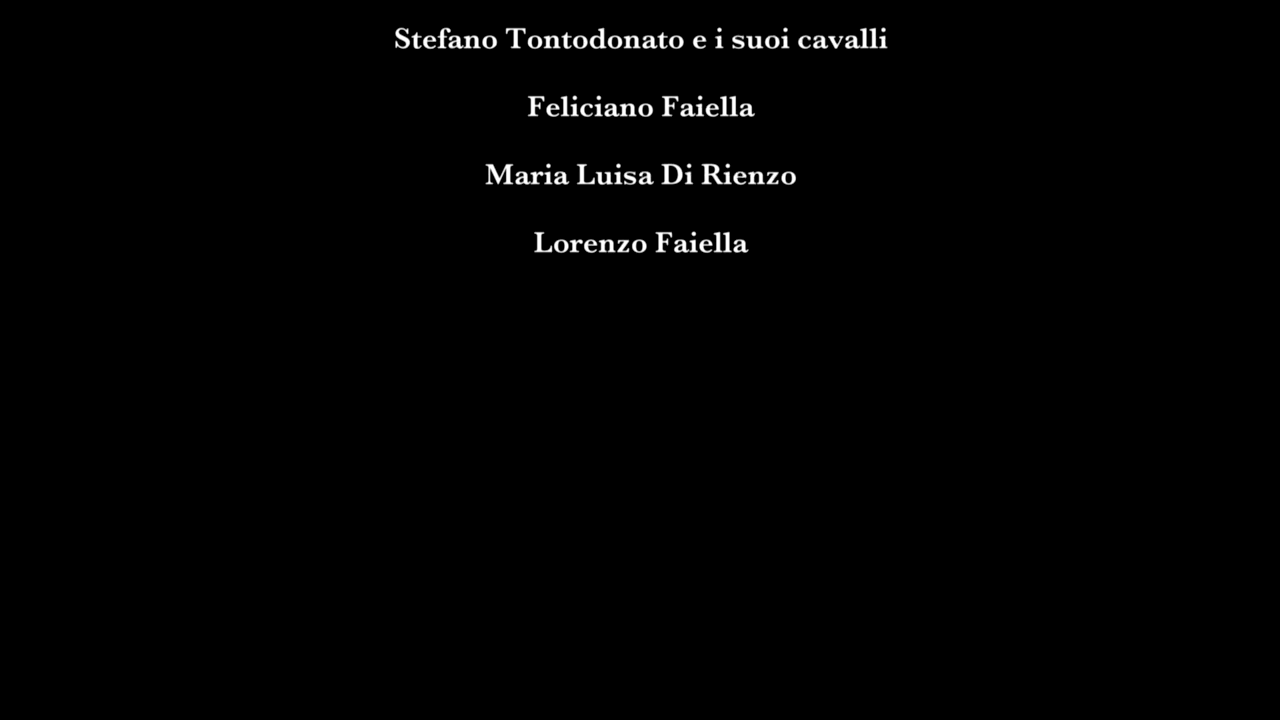 Stefano Tontodonato e i suoi cavalli
Feliciano Faiella
Maria Luisa Di Rienzo
Lorenzo Faiella